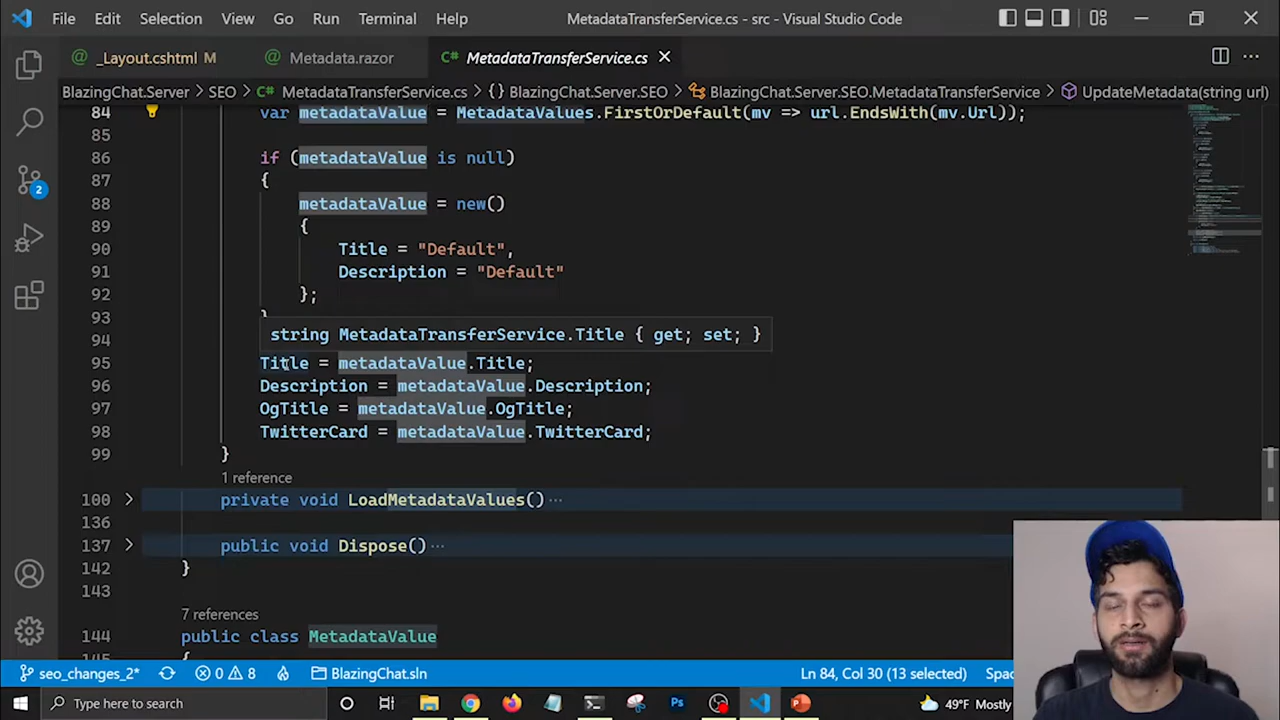 File Edit Selection View Go Run Terminal Help MetadataTransferService.cs - src - Visual Studio Code
_Layout.cshtml M Metadata.razor C# MetadataTransferService.cs
BlazingChat.Server > SEO > C# MetadataTransferService.cs > {} BlazingChat.Server.SEO > BlazingChat.Server.SEO.MetadataTransferService > UpdateMetadata(string url)
84 var metadataValue = MetadataValues.FirstOrDefault(mv => url.EndsWith(mv.Url));
85
86 if (metadataValue is null)
87 {
88 metadataValue = new()
89 {
90 Title = "Default",
91 Description = "Default"
92 };
93 }
string MetadataTransferService.Title { get; set; }
94
95 Title = metadataValue.Title;
96 Description = metadataValue.Description;
97 OgTitle = metadataValue.OgTitle;
98 TwitterCard = metadataValue.TwitterCard;
99 }
1 reference
100 > private void LoadMetadataValues() ...
136
137 > public void Dispose() ...
142 }
143
7 references
144 public class MetadataValue
145 {
2
seo_changes_2* 0 8 BlazingChat.sln Ln 84, Col 30 (13 selected) Spac
Type here to search 49°F Mostly